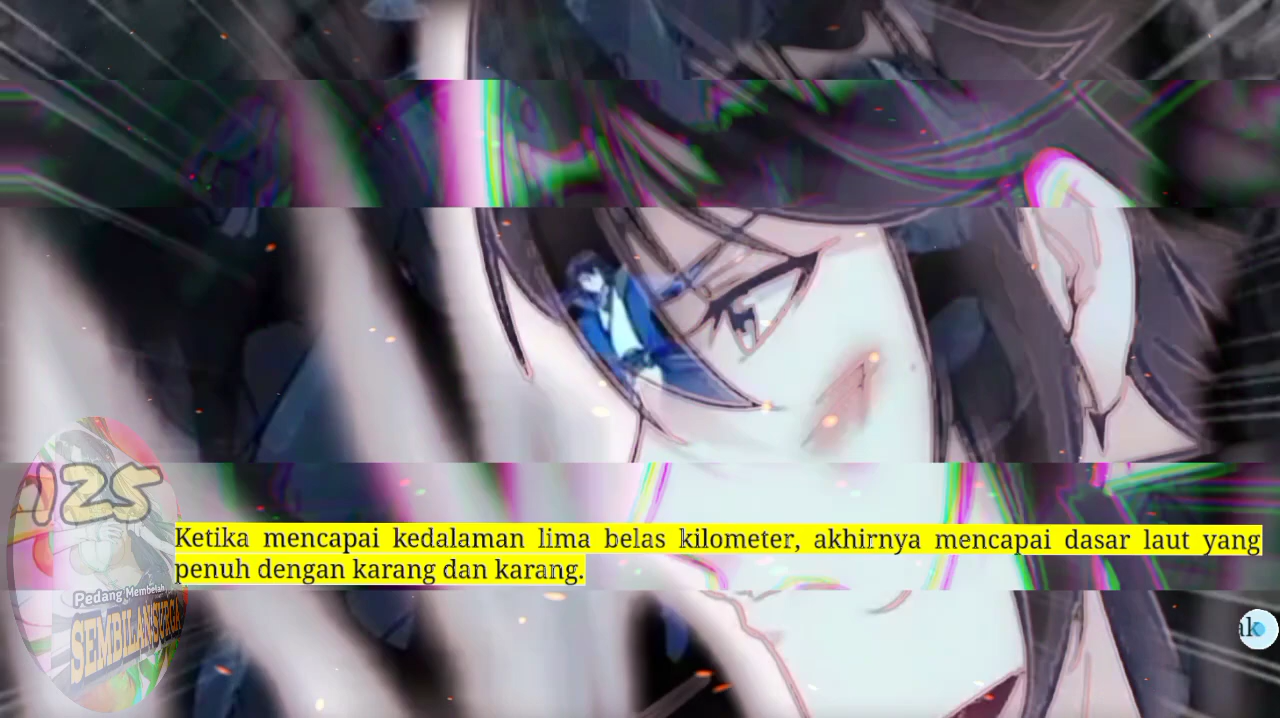 125
Ketika mencapai kedalaman lima belas kilometer, akhirnya mencapai dasar laut yang
penuh dengan karang dan karang.
Pedang Membelah
SEMBILAN SURGA
ak